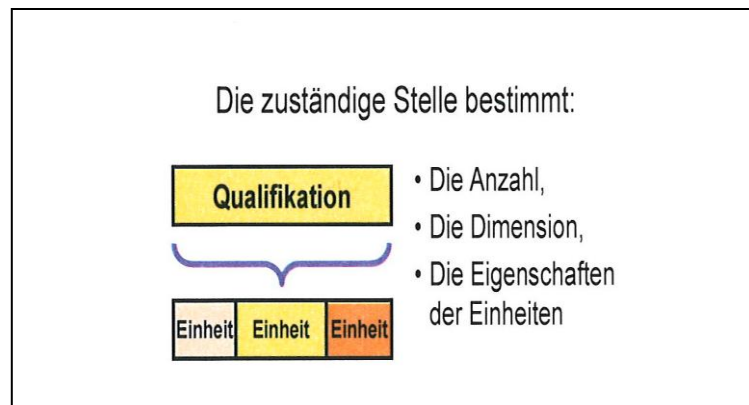 Die zuständige Stelle bestimmt:
Qualifikation
• Die Anzahl,
• Die Dimension,
• Die Eigenschaften
der Einheiten
Einheit Einheit Einheit